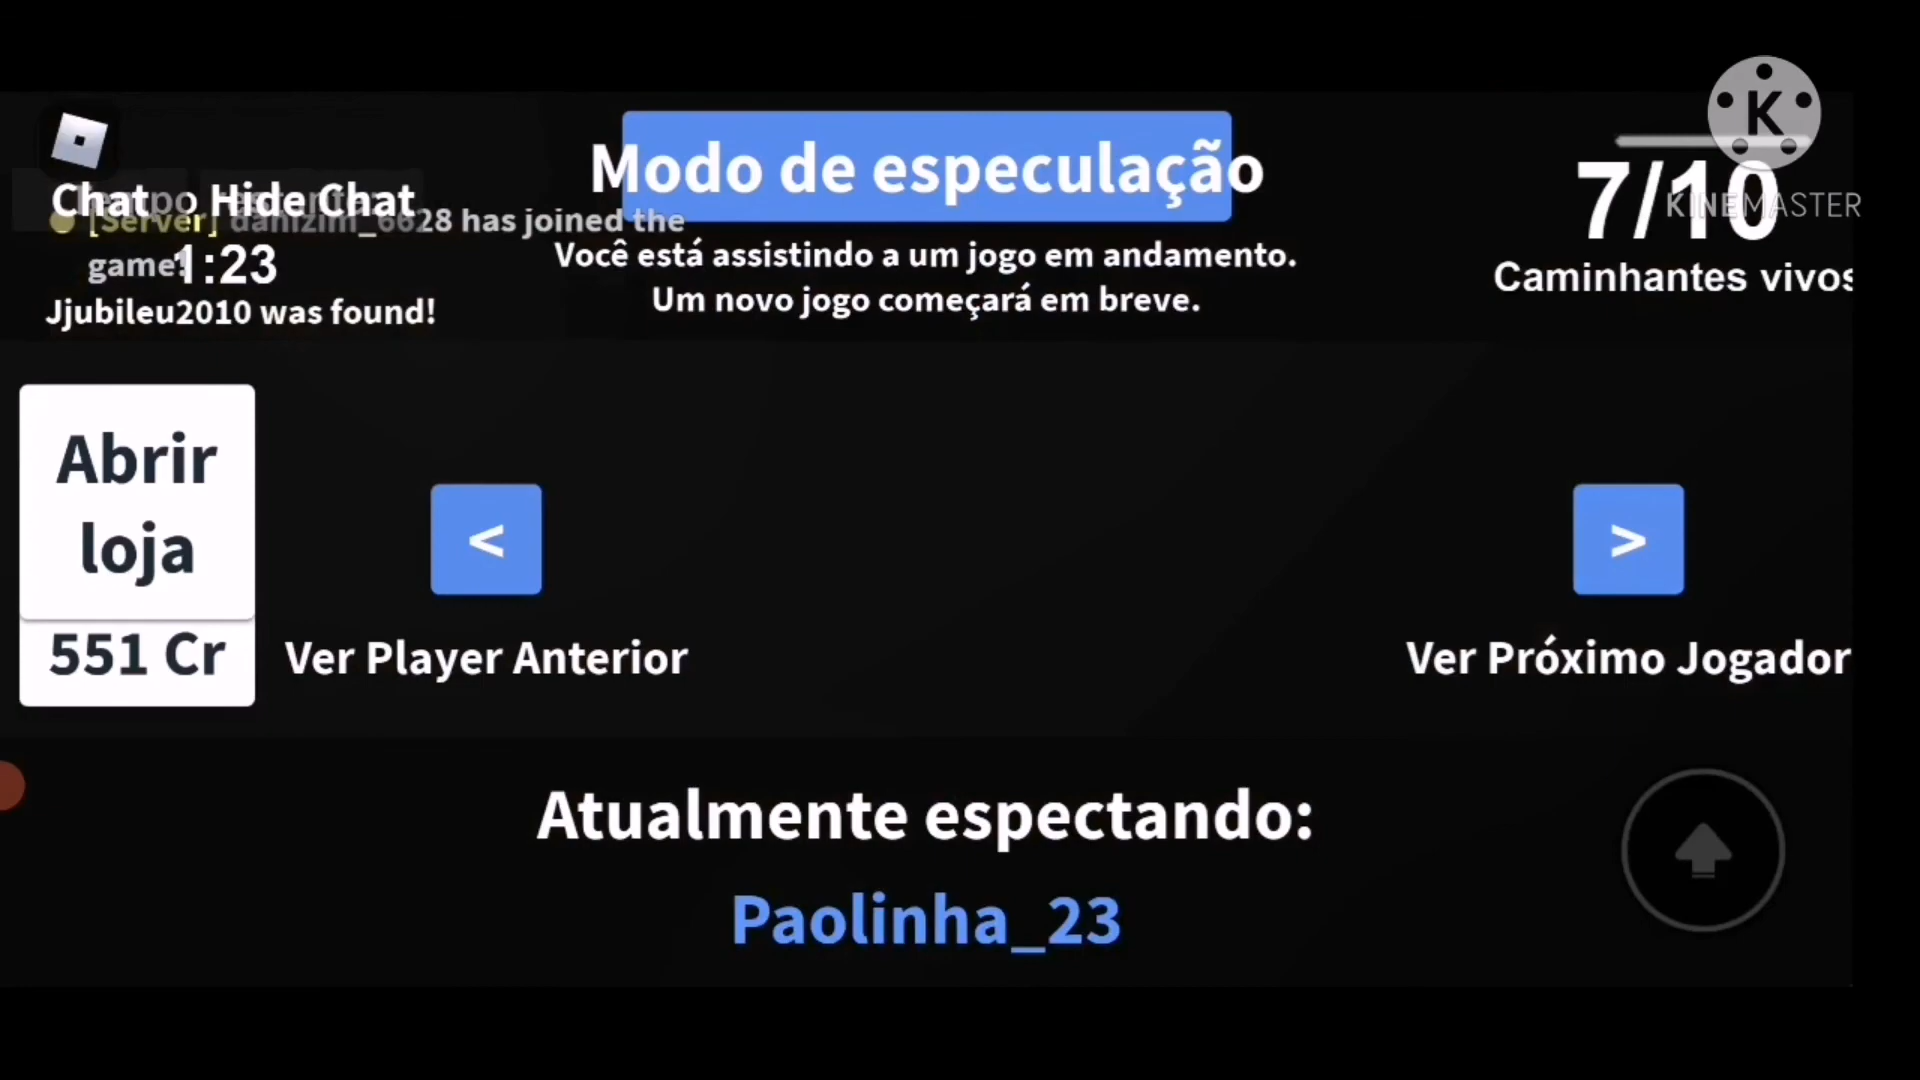 Modo de especulação
Você está assistindo a um jogo em andamento.
Um novo jogo começará em breve.
Chat
Hide Chat
[Server] danizim_6628 has joined the
game!
1:23
Jjubileu2010 was found!
7/10
KINEMASTER
K
Caminhantes vivos
Abrir
loja
551 Cr
<
Ver Player Anterior
>
Ver Próximo Jogador
Atualmente espectando:
Paolinha_23